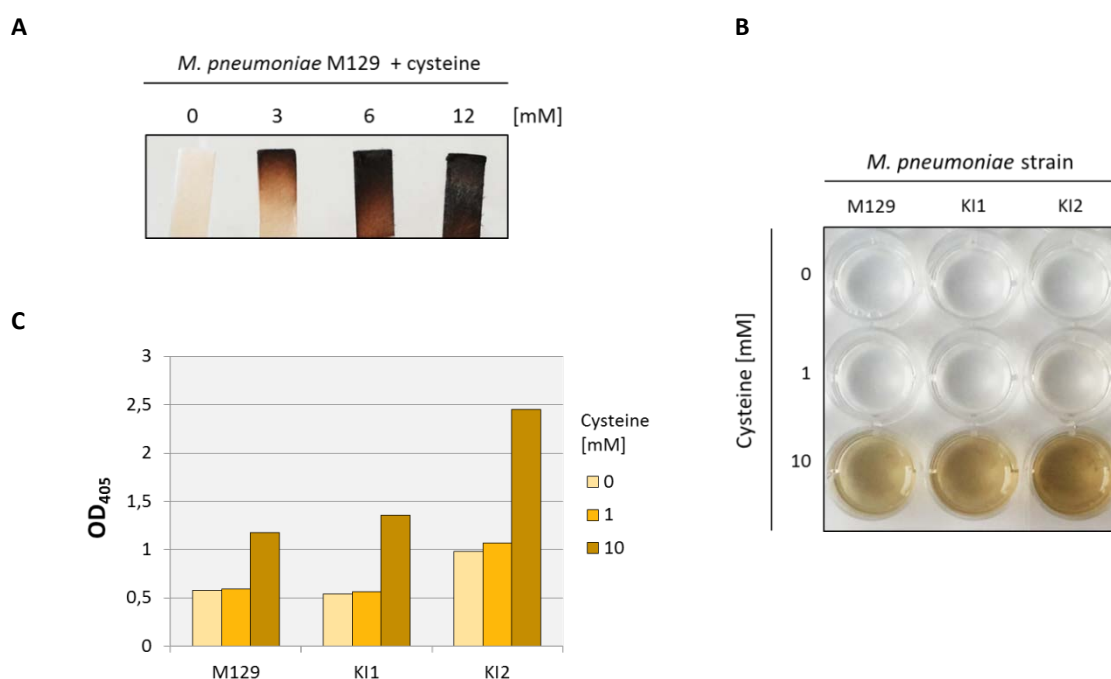 A
M. pneumoniae M129 + cysteine
0 3 6 12 [mM]
B
M. pneumoniae strain
M129 KI1 KI2
Cysteine [mM]
0
1
10
C
OD405
3
2,5
2
1,5
1
0,5
0
M129 KI1 KI2
Cysteine
[mM]
0
1
10